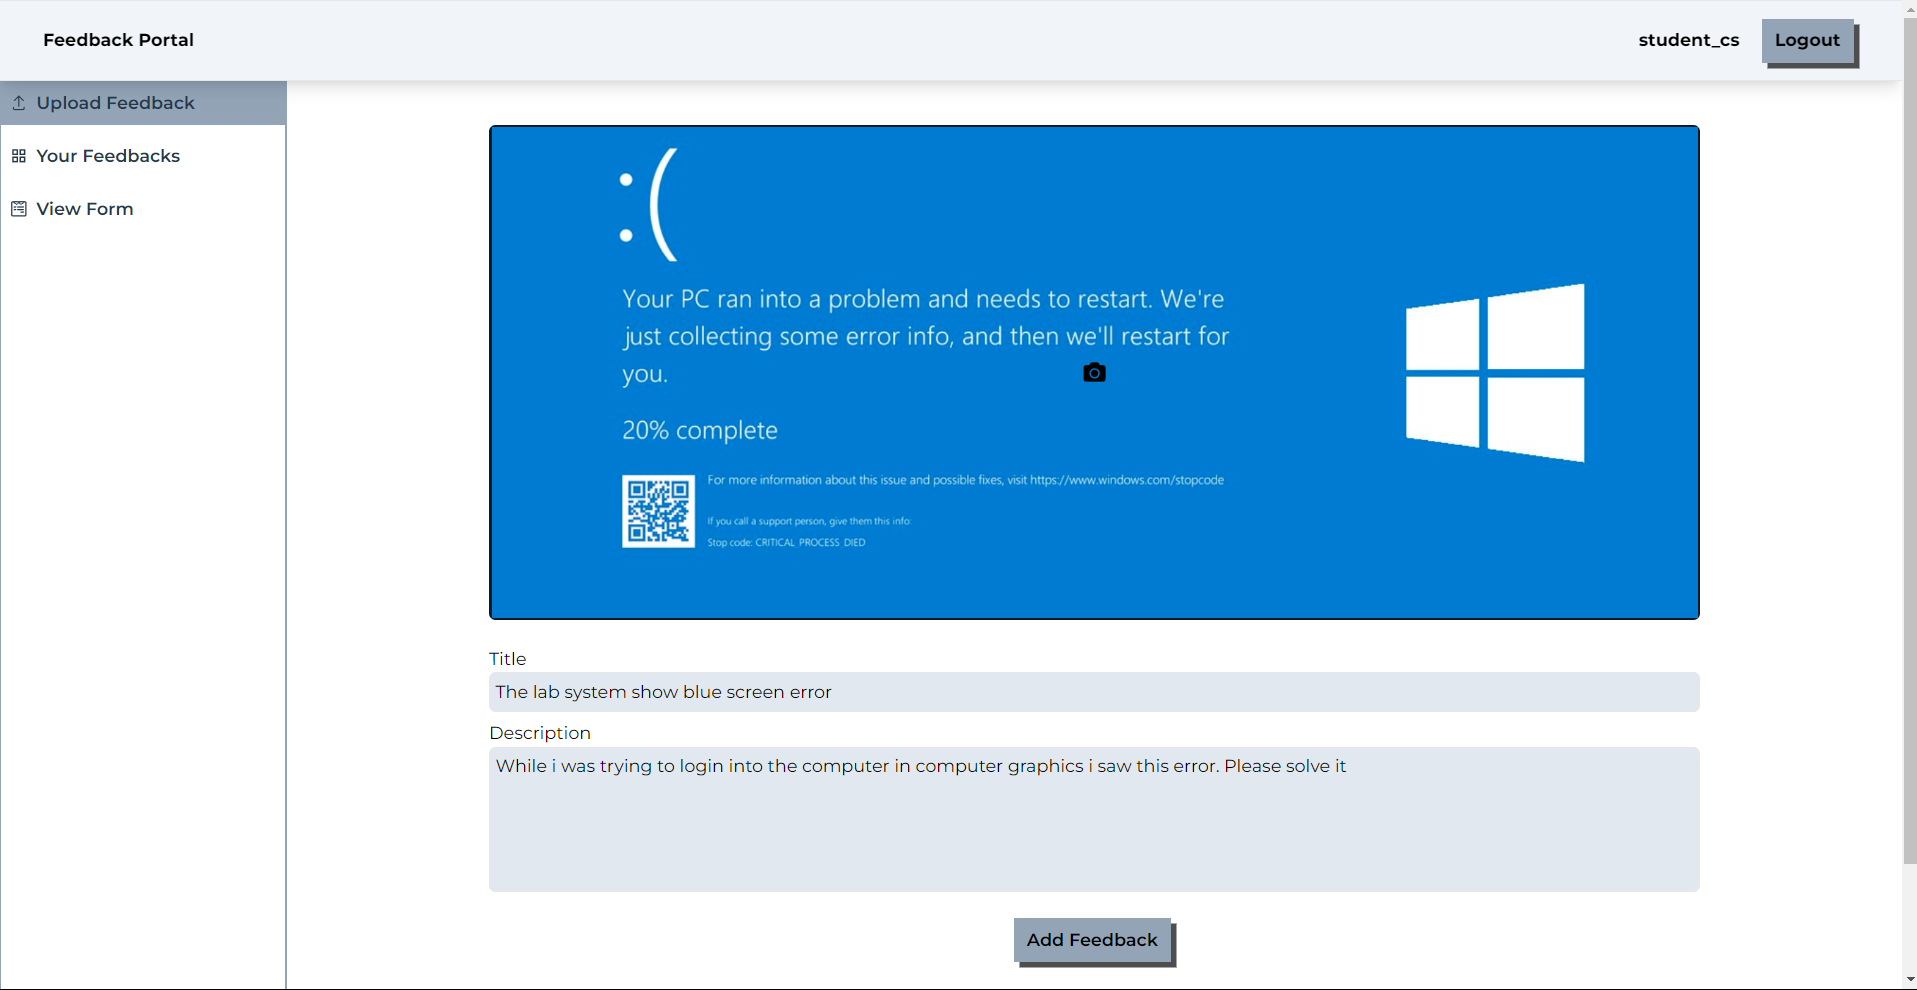 Feedback Portal
student_cs
Logout
Upload Feedback
Your Feedbacks
View Form
:(
Your PC ran into a problem and needs to restart. We're
just collecting some error info, and then we'll restart for
you.
20% complete
For more information about this issue and possible fixes, visit https://www.windows.com/stopcode
If you call a support person, give them this info:
Stop code: CRITICAL PROCESS DIED
Title
The lab system show blue screen error
Description
While i was trying to login into the computer in computer graphics i saw this error. Please solve it
Add Feedback